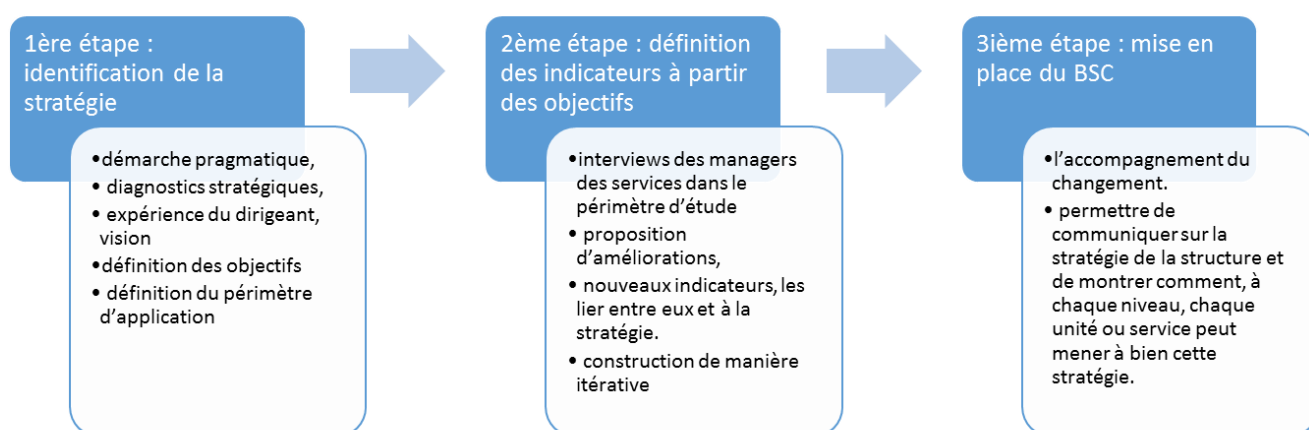 1ère étape :
identification de la
stratégie
•démarche pragmatique,
• diagnostics stratégiques,
• expérience du dirigeant,
vision
•définition des objectifs
• définition du périmètre
d'application
2ème étape : définition
des indicateurs à partir
des objectifs
•interviews des managers
des services dans le
périmètre d'étude
• proposition
d'améliorations,
• nouveaux indicateurs, les
lier entre eux et à la
stratégie.
• construction de manière
itérative
3ième étape : mise en
place du BSC
•l'accompagnement du
changement.
• permettre de
communiquer sur la
stratégie de la structure et
de montrer comment, à
chaque niveau, chaque
unité ou service peut
mener à bien cette
stratégie.